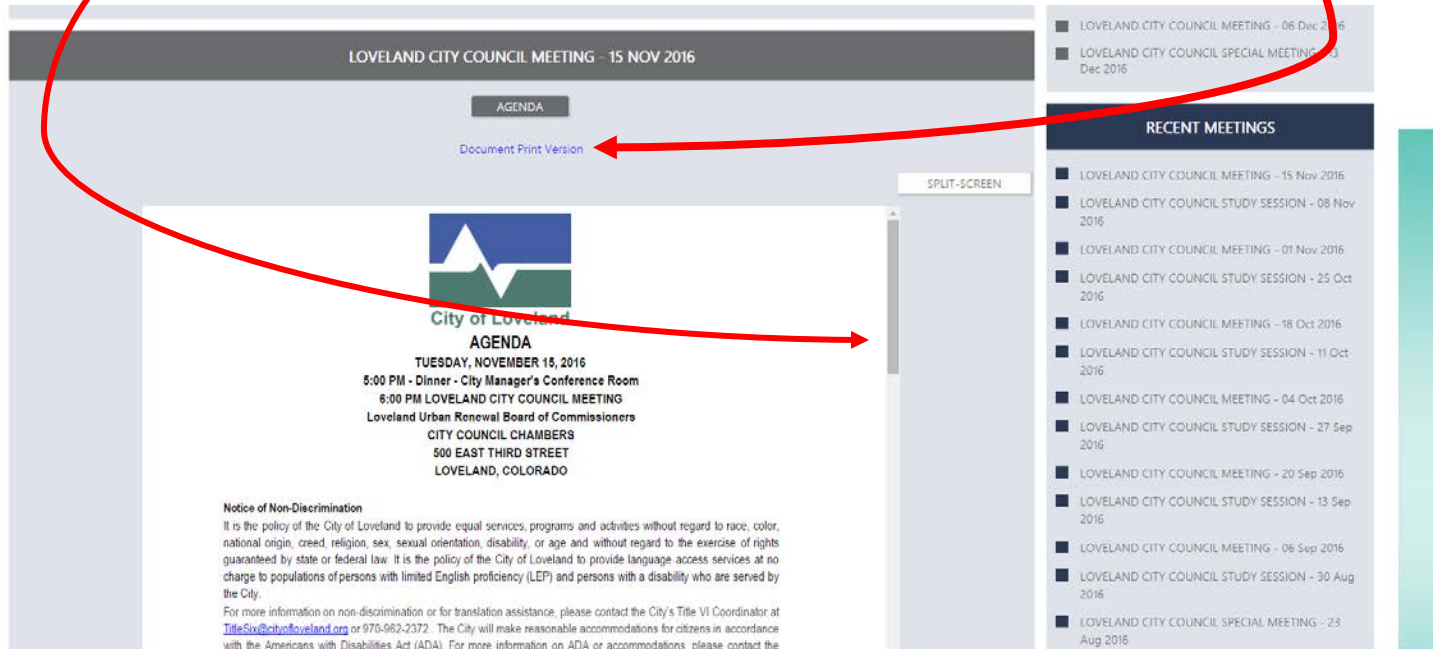 LOVELAND CITY COUNCIL MEETING - 15 NOV 2016
AGENDA
Document Print Version
SPLIT-SCREEN
City of Loveland
AGENDA
TUESDAY, NOVEMBER 15, 2016
5:00 PM - Dinner - City Manager's Conference Room
6:00 PM LOVELAND CITY COUNCIL MEETING
Loveland Urban Renewal Board of Commissioners
CITY COUNCIL CHAMBERS
500 EAST THIRD STREET
LOVELAND, COLORADO
Notice of Non-Discrimination
It is the policy of the City of Loveland to provide equal services, programs and activities without regard to race, color,
national origin, creed, religion, sex, sexual orientation, disability, or age and without regard to the exercise of rights
guaranteed by state or federal law. It is the policy of the City of Loveland to provide language access services at no
charge to populations of persons with limited English proficiency (LEP) and persons with a disability who are served by
the City.
For more information on non-discrimination or for translation assistance, please contact the City's Title VI Coordinator at
TitleSix@cityofloveland.org or 970-962-2372. The City will make reasonable accommodations for citizens in accordance
with the Americans with Disabilities Act (ADA). For more information on ADA or accommodations, please contact the
LOVELAND CITY COUNCIL MEETING - 06 Dec
LOVELAND CITY COUNCIL SPECIAL MEETING
Dec 2016
RECENT MEETINGS
LOVELAND CITY COUNCIL MEETING - 15 Nov 2016
LOVELAND CITY COUNCIL STUDY SESSION - 08 Nov
2016
LOVELAND CITY COUNCIL MEETING - 01 Nov 2016
LOVELAND CITY COUNCIL STUDY SESSION - 25 Oct
2016
LOVELAND CITY COUNCIL MEETING - 18 Oct 2016
LOVELAND CITY COUNCIL STUDY SESSION - 11 Oct
2016
LOVELAND CITY COUNCIL MEETING - 04 Oct 2016
LOVELAND CITY COUNCIL STUDY SESSION - 27 Sep
2016
LOVELAND CITY COUNCIL MEETING - 20 Sep 2016
LOVELAND CITY COUNCIL STUDY SESSION - 13 Sep
2016
LOVELAND CITY COUNCIL MEETING - 06 Sep 2016
LOVELAND CITY COUNCIL STUDY SESSION - 30 Aug
2016
LOVELAND CITY COUNCIL SPECIAL MEETING - 23
Aug 2016